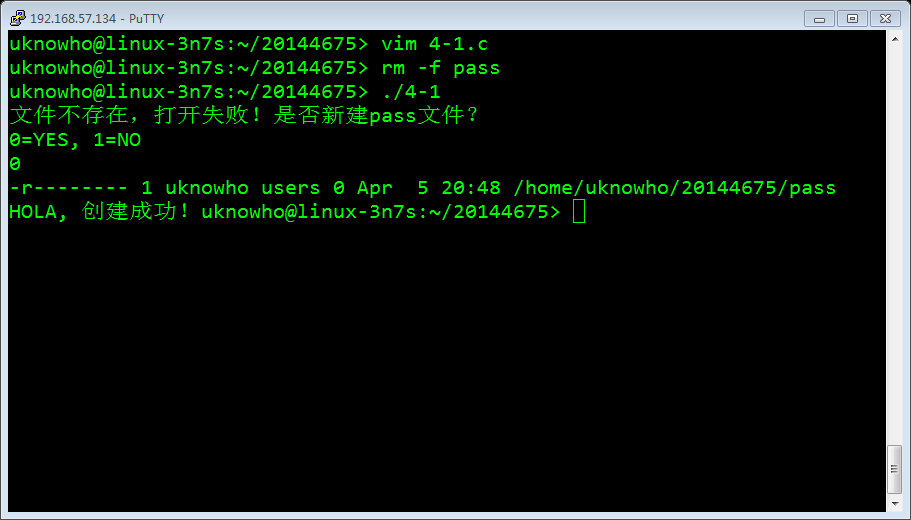 192.168.57.134 - PuTTY
uknowho@linux-3n7s:~/20144675> vim 4-1.c
uknowho@linux-3n7s:~/20144675> rm -f pass
uknowho@linux-3n7s:~/20144675> ./4-1
文件不存在，打开失败！是否新建pass文件？
0=YES, 1=NO
0
-r-------- 1 uknowho users 0 Apr  5 20:48 /home/uknowho/20144675/pass
HOLA, 创建成功！uknowho@linux-3n7s:~/20144675>